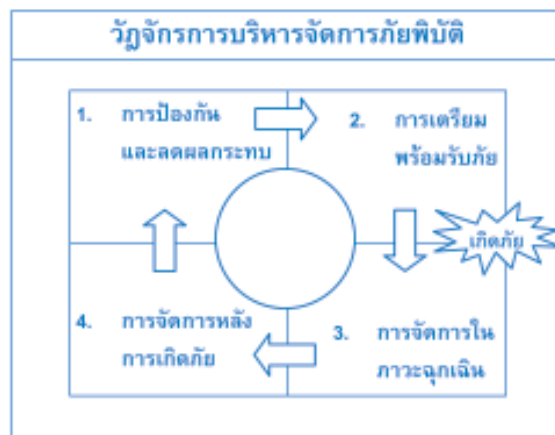 วัฏจักรการบริหารจัดการภัยพิบัติ
1. การป้องกัน
และลดผลกระทบ
2. การเตรียม
พร้อมรับภัย
เกิดภัย
3. การจัดการใน
ภาวะฉุกเฉิน
4. การจัดการหลัง
การเกิดภัย